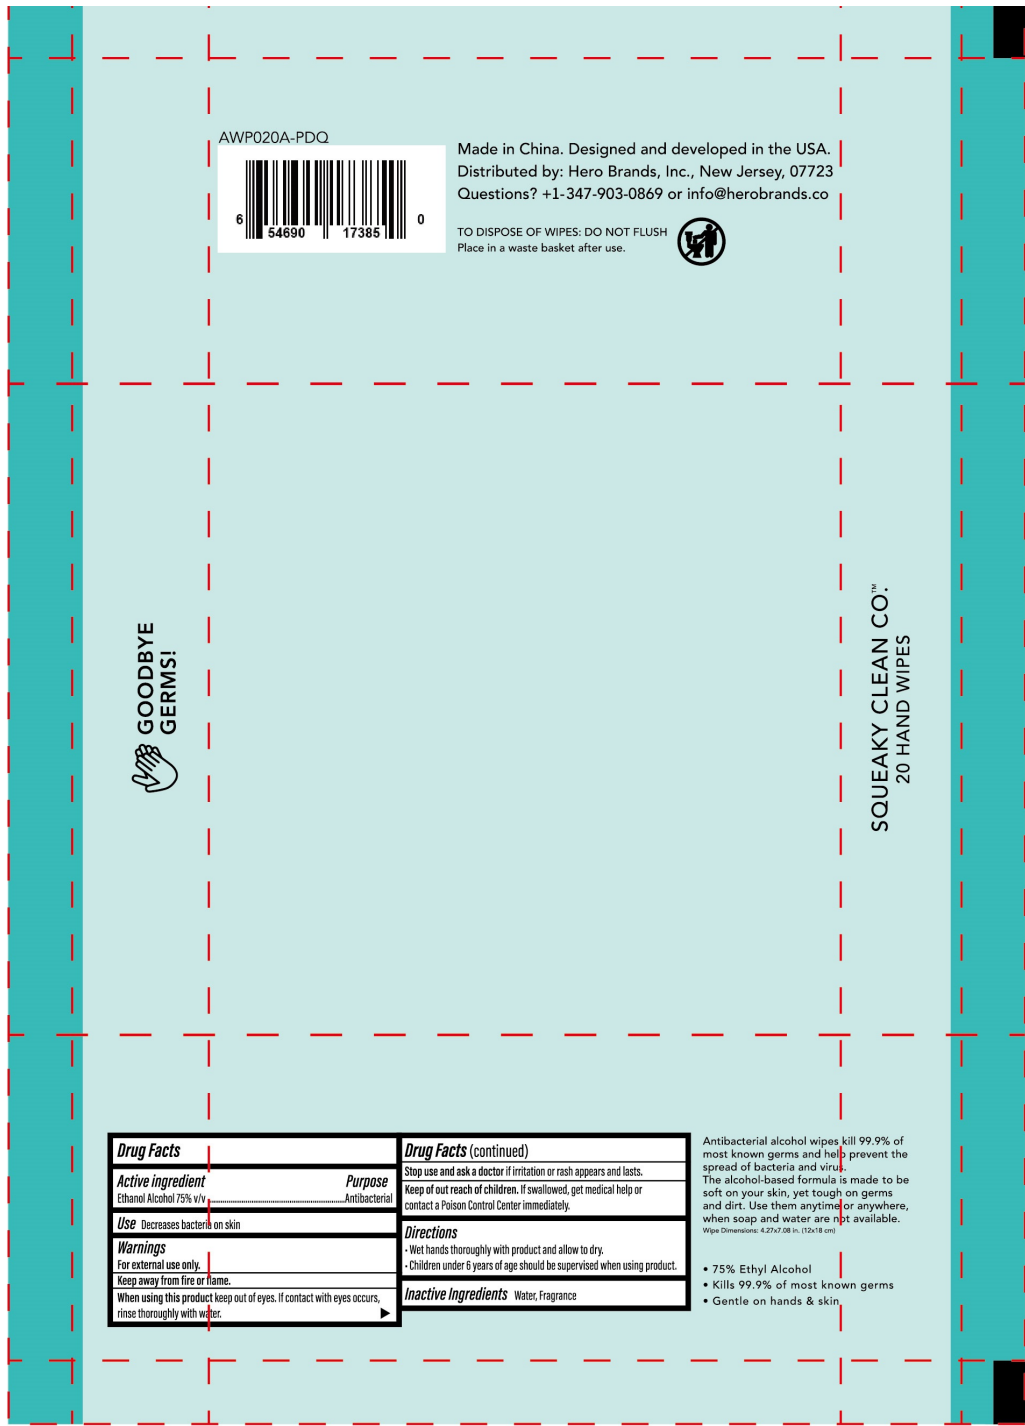 AWP020A-PDQ
6 54690 17385 0
Made in China. Designed and developed in the USA.
Distributed by: Hero Brands, Inc., New Jersey, 07723
Questions? +1-347-903-0869 or info@herobrands.co
TO DISPOSE OF WIPES: DO NOT FLUSH
Place in a waste basket after use.
GOODBYE
GERMS!
SQUEAKY CLEAN CO.™
20 HAND WIPES
Drug Facts
Active ingredient Purpose
Ethanol Alcohol 75% v/v ........................................................Antibacterial
Use Decreases bacteria on skin
Warnings
For external use only.
Keep away from fire or flame.
When using this product keep out of eyes. If contact with eyes occurs,
rinse thoroughly with water.
Drug Facts (continued)
Stop use and ask a doctor if irritation or rash appears and lasts.
Keep of out reach of children. If swallowed, get medical help or
contact a Poison Control Center immediately.
Directions
• Wet hands thoroughly with product and allow to dry.
• Children under 6 years of age should be supervised when using product.
Inactive Ingredients Water, Fragrance
Antibacterial alcohol wipes kill 99.9% of
most known germs and help prevent the
spread of bacteria and virus.
The alcohol-based formula is made to be
soft on your skin, yet tough on germs
and dirt. Use them anytime or anywhere,
when soap and water are not available.
Wipe Dimensions: 4.27x7.08 in. (12x18 cm)
• 75% Ethyl Alcohol
• Kills 99.9% of most known germs
• Gentle on hands & skin